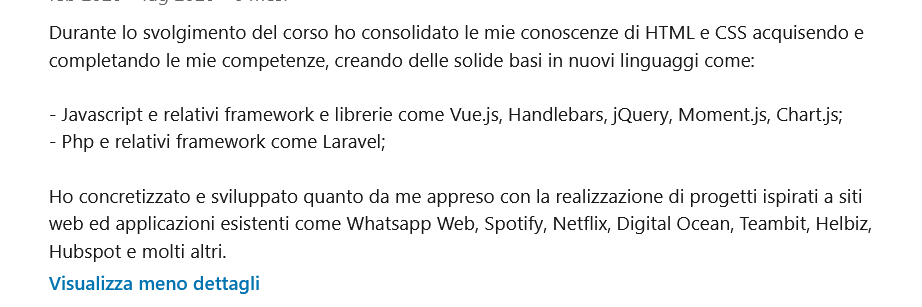 Durante lo svolgimento del corso ho consolidato le mie conoscenze di HTML e CSS acquisendo e
completando le mie competenze, creando delle solide basi in nuovi linguaggi come:
- Javascript e relativi framework e librerie come Vue.js, Handlebars, jQuery, Moment.js, Chart.js;
- Php e relativi framework come Laravel;
Ho concretizzato e sviluppato quanto da me appreso con la realizzazione di progetti ispirati a siti
web ed applicazioni esistenti come Whatsapp Web, Spotify, Netflix, Digital Ocean, Teambit, Helbiz,
Hubspot e molti altri.
Visualizza meno dettagli